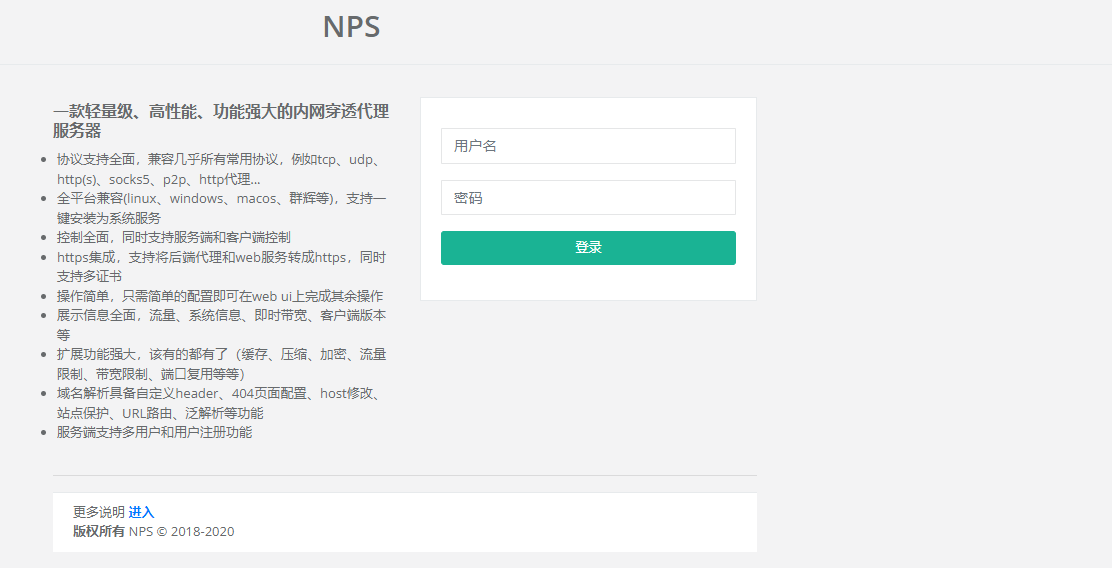 NPS
一款轻量级、高性能、功能强大的内网穿透代理
服务器
协议支持全面，兼容几乎所有常用协议，例如tcp、udp、
http(s)、socks5、p2p、http代理...
全平台兼容(linux、windows、macos、群辉等)，支持一
键安装为系统服务
控制全面，同时支持服务端和客户端控制
https集成，支持将后端代理和web服务转成https，同时
支持多证书
操作简单，只需简单的配置即可在web ui上完成其余操作
展示信息全面，流量、系统信息、即时带宽、客户端版本
等
扩展功能强大，该有的都有了（缓存、压缩、加密、流量
限制、带宽限制、端口复用等等）
域名解析具备自定义header、404页面配置、host修改、
站点保护、URL路由、泛解析等功能
服务端支持多用户和用户注册功能
用户名
密码
登录
更多说明 进入
版权所有 NPS © 2018-2020